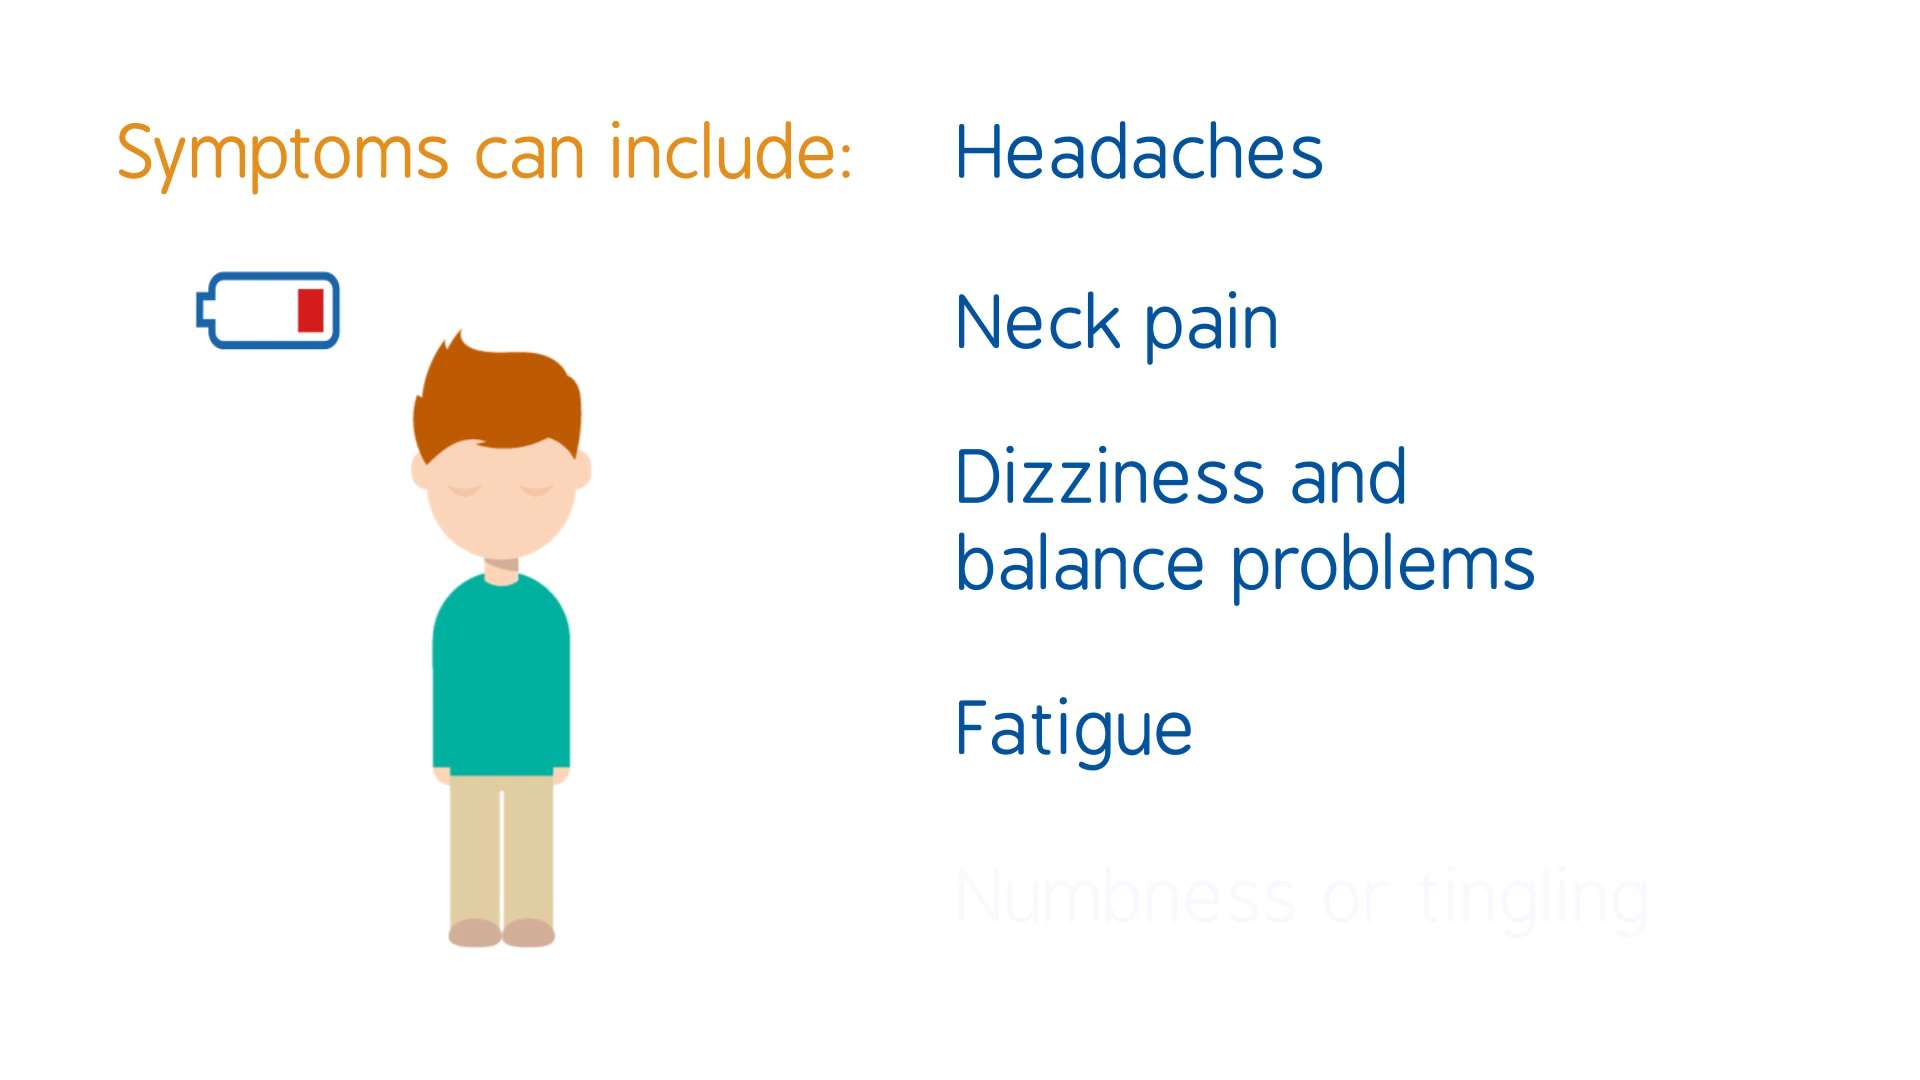 Symptoms can include:
Headaches
Neck pain
Dizziness and
balance problems
Fatigue
Numbness or tingling